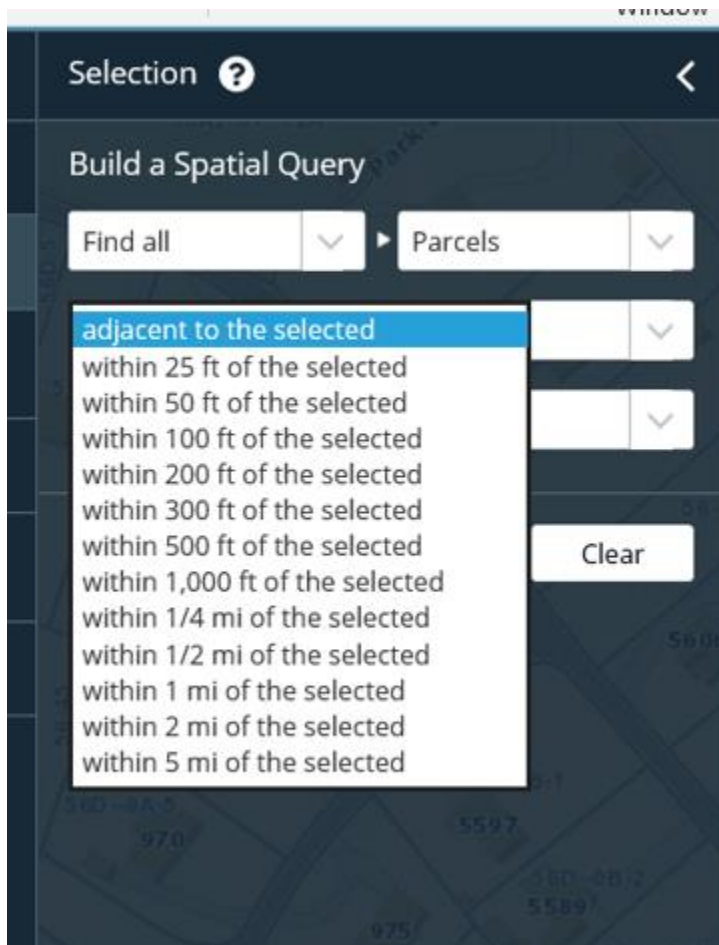 Window
Selection ?
Build a Spatial Query
Find all Parcels
adjacent to the selected
within 25 ft of the selected
within 50 ft of the selected
within 100 ft of the selected
within 200 ft of the selected
within 300 ft of the selected
within 500 ft of the selected
within 1,000 ft of the selected
within 1/4 mi of the selected
within 1/2 mi of the selected
within 1 mi of the selected
within 2 mi of the selected
within 5 mi of the selected
Clear
970
5597
5589
975